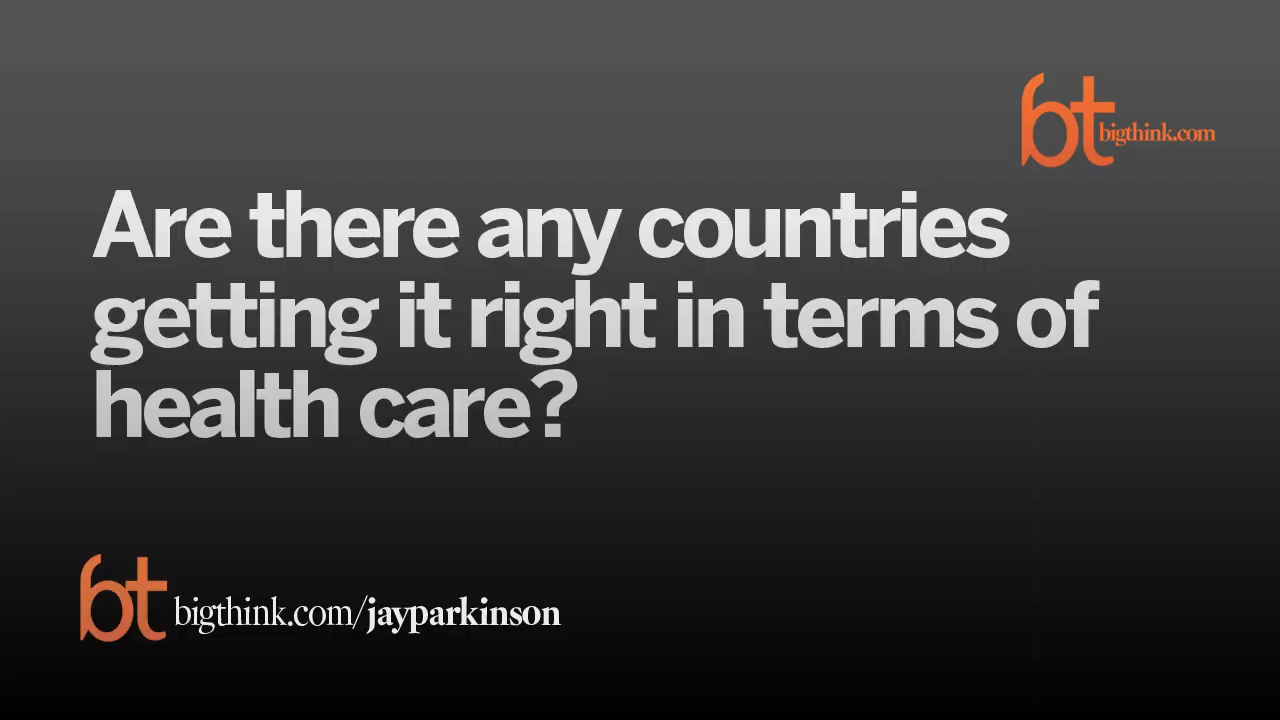 bt bigthink.com
Are there any countries
getting it right in terms of
health care?
bt bigthink.com/jayparkinson